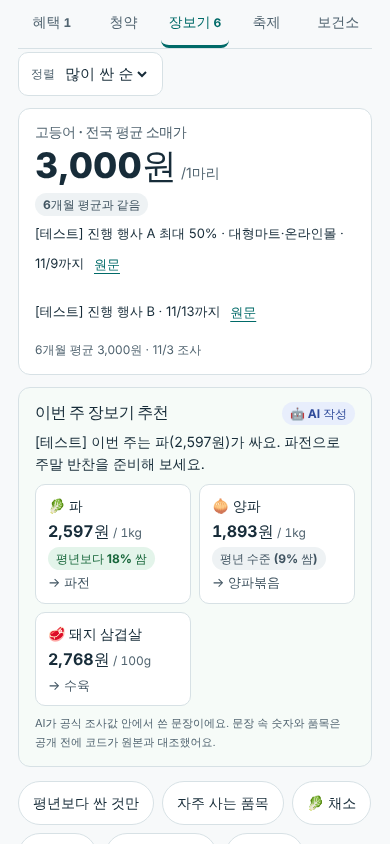 혜택 1 청약 장보기 6 축제 보건소
정렬 많이 싼 순
고등어 · 전국 평균 소매가
3,000원 /1마리
6개월 평균과 같음
[테스트] 진행 행사 A 최대 50% · 대형마트·온라인몰 ·
11/9까지 원문
[테스트] 진행 행사 B · 11/13까지 원문
6개월 평균 3,000원 · 11/3 조사
이번 주 장보기 추천 🤖 AI 작성
[테스트] 이번 주는 파(2,597원)가 싸요. 파전으로
주말 반찬을 준비해 보세요.
🥬 파
2,597원 / 1kg
평년보다 18% 쌈
→ 파전
🧅 양파
1,893원 / 1kg
평년 수준 (9% 쌈)
→ 양파볶음
🥩 돼지 삼겹살
2,768원 / 100g
→ 수육
AI가 공식 조사값 안에서 쓴 문장이에요. 문장 속 숫자와 품목은
공개 전에 코드가 원본과 대조했어요.
평년보다 싼 것만 자주 사는 품목 🥬 채소